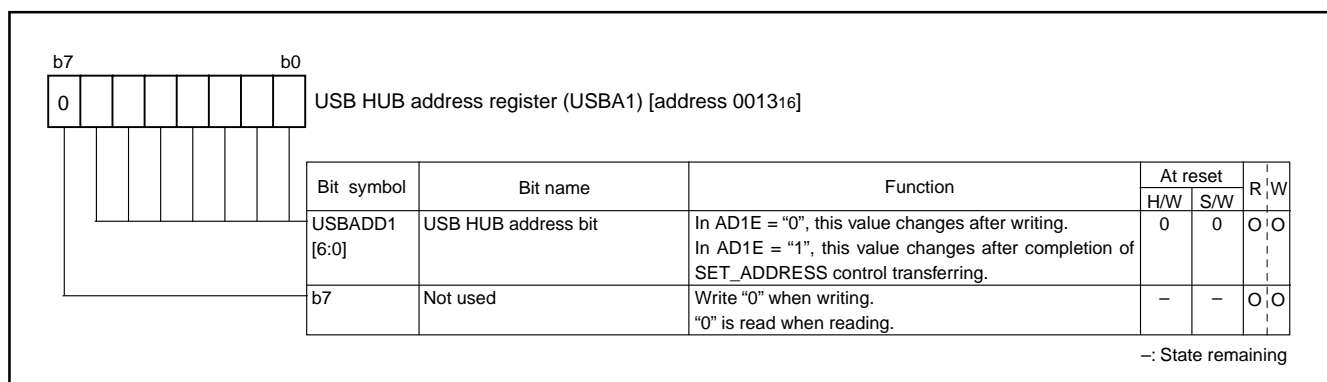 b7 b0
0 USB HUB address register (USBA1) [address 001316]
Bit symbol Bit name Function At reset R W
H/W S/W
USBADD1 USB HUB address bit In AD1E = “0”, this value changes after writing. 0 0 O O
[6:0] In AD1E = “1”, this value changes after completion of
SET_ADDRESS control transferring.
b7 Not used Write “0” when writing. – – O O
“0” is read when reading.
–: State remaining